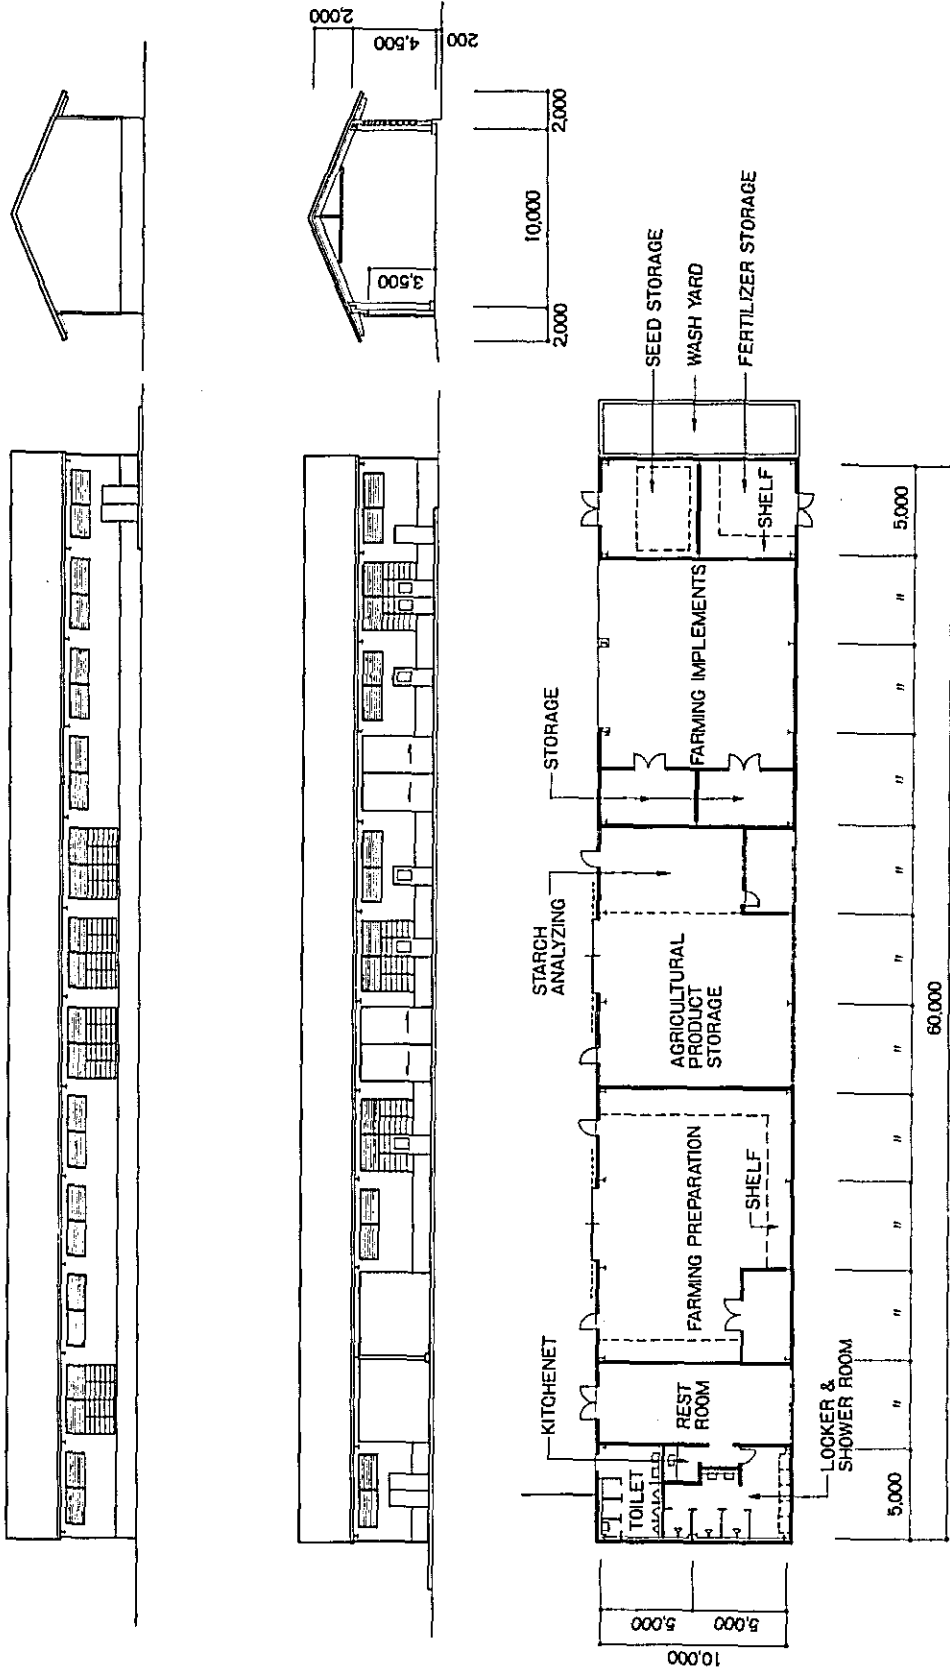 2,000
4,500
200
3,500
2,000
10,000
2,000
SEED STORAGE
WASH YARD
FERTILIZER STORAGE
SHELF
FARMING IMPLEMENTS
STORAGE
STARCH
ANALYZING
AGRICULTURAL
PRODUCT
STORAGE
FARMING PREPARATION
SHELF
KITCHENET
REST
ROOM
TOILET
LOCKER &
SHOWER ROOM
5,000
"
"
"
"
"
"
"
"
"
"
5,000
60,000
5,000
5,000
10,000